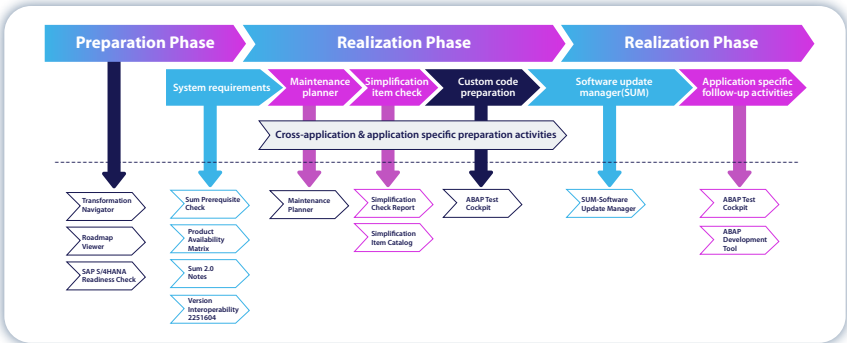 Preparation Phase
Realization Phase
Realization Phase
System requirements
Maintenance
planner
Simplification
item check
Custom code
preparation
Software update
manager(SUM)
Application specific
folllow-up activities
Cross-application & application specific preparation activities
Transformation
Navigator
Roadmap
Viewer
SAP S/4HANA
Readiness Check
Sum Prerequisite
Check
Product
Availability
Matrix
Sum 2.0
Notes
Version
Interoperability
2251604
Maintenance
Planner
Simplification
Check Report
Simplification
Item Catalog
ABAP Test
Cockpit
SUM-Software
Update Manager
ABAP Test
Cockpit
ABAP
Development
Tool